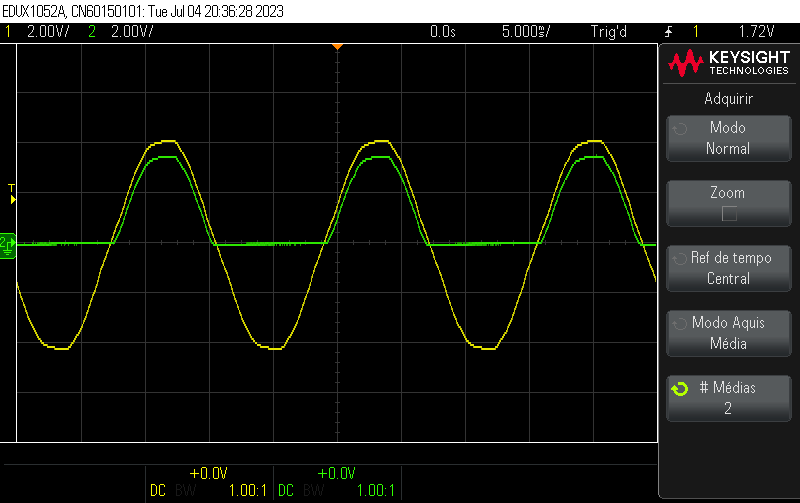 EDUX1052A, CN60150101: Tue Jul 04 20:36:28 2023
1 2.00V/ 2 2.00V/ 0.0s 5.000ms/ Trig'd 1 1.72V
KEYSIGHT
TECHNOLOGIES
Adquirir
Modo
Normal
Zoom
Ref de tempo
Central
Modo Aquis
Média
# Médias
2
T
2
+0.0V +0.0V
DC BW 1.00:1 DC BW 1.00:1